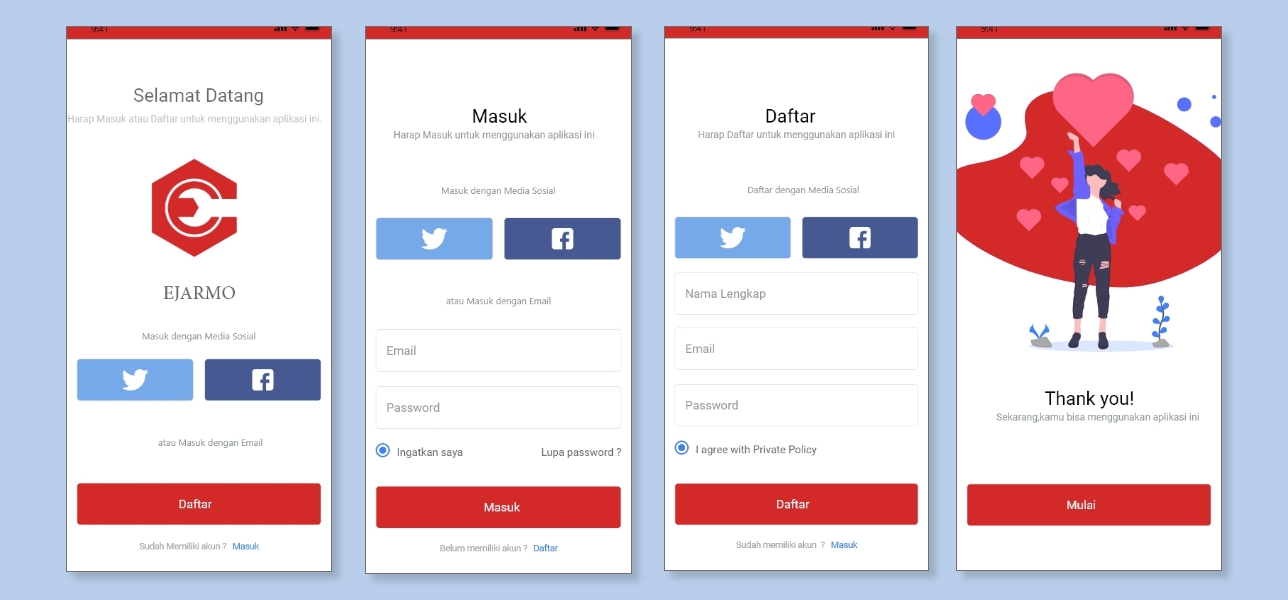 9:41
Selamat Datang
Harap Masuk atau Daftar untuk menggunakan aplikasi ini.
EJARMO
Masuk dengan Media Sosial
atau Masuk dengan Email
Daftar
Sudah Memiliki akun ? Masuk
9:41
Masuk
Harap Masuk untuk menggunakan aplikasi ini
Masuk dengan Media Sosial
atau Masuk dengan Email
Email
Password
Ingatkan saya Lupa password ?
Masuk
Belum memiliki akun ? Daftar
9:41
Daftar
Harap Daftar untuk menggunakan aplikasi ini
Daftar dengan Media Sosial
Nama Lengkap
Email
Password
I agree with Private Policy
Daftar
Sudah memiliki akun ? Masuk
9:41
Thank you!
Sekarang,kamu bisa menggunakan aplikasi ini
Mulai